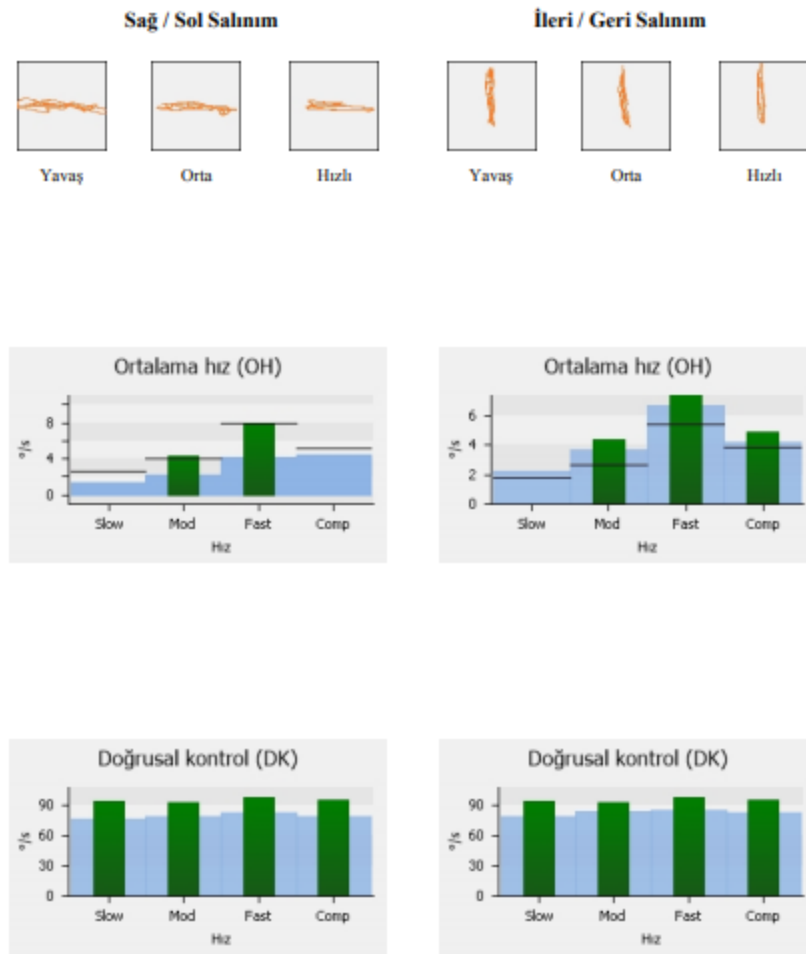 Sağ / Sol Salınım
İleri / Geri Salınım
Yavaş
Orta
Hızlı
Yavaş
Orta
Hızlı
Ortalama hız (OH)
8
4
0
°/s
Slow
Mod
Fast
Comp
Hız
Ortalama hız (OH)
6
4
2
0
°/s
Slow
Mod
Fast
Comp
Hız
Doğrusal kontrol (DK)
90
60
30
0
°/s
Slow
Mod
Fast
Comp
Hız
Doğrusal kontrol (DK)
90
60
30
0
°/s
Slow
Mod
Fast
Comp
Hız